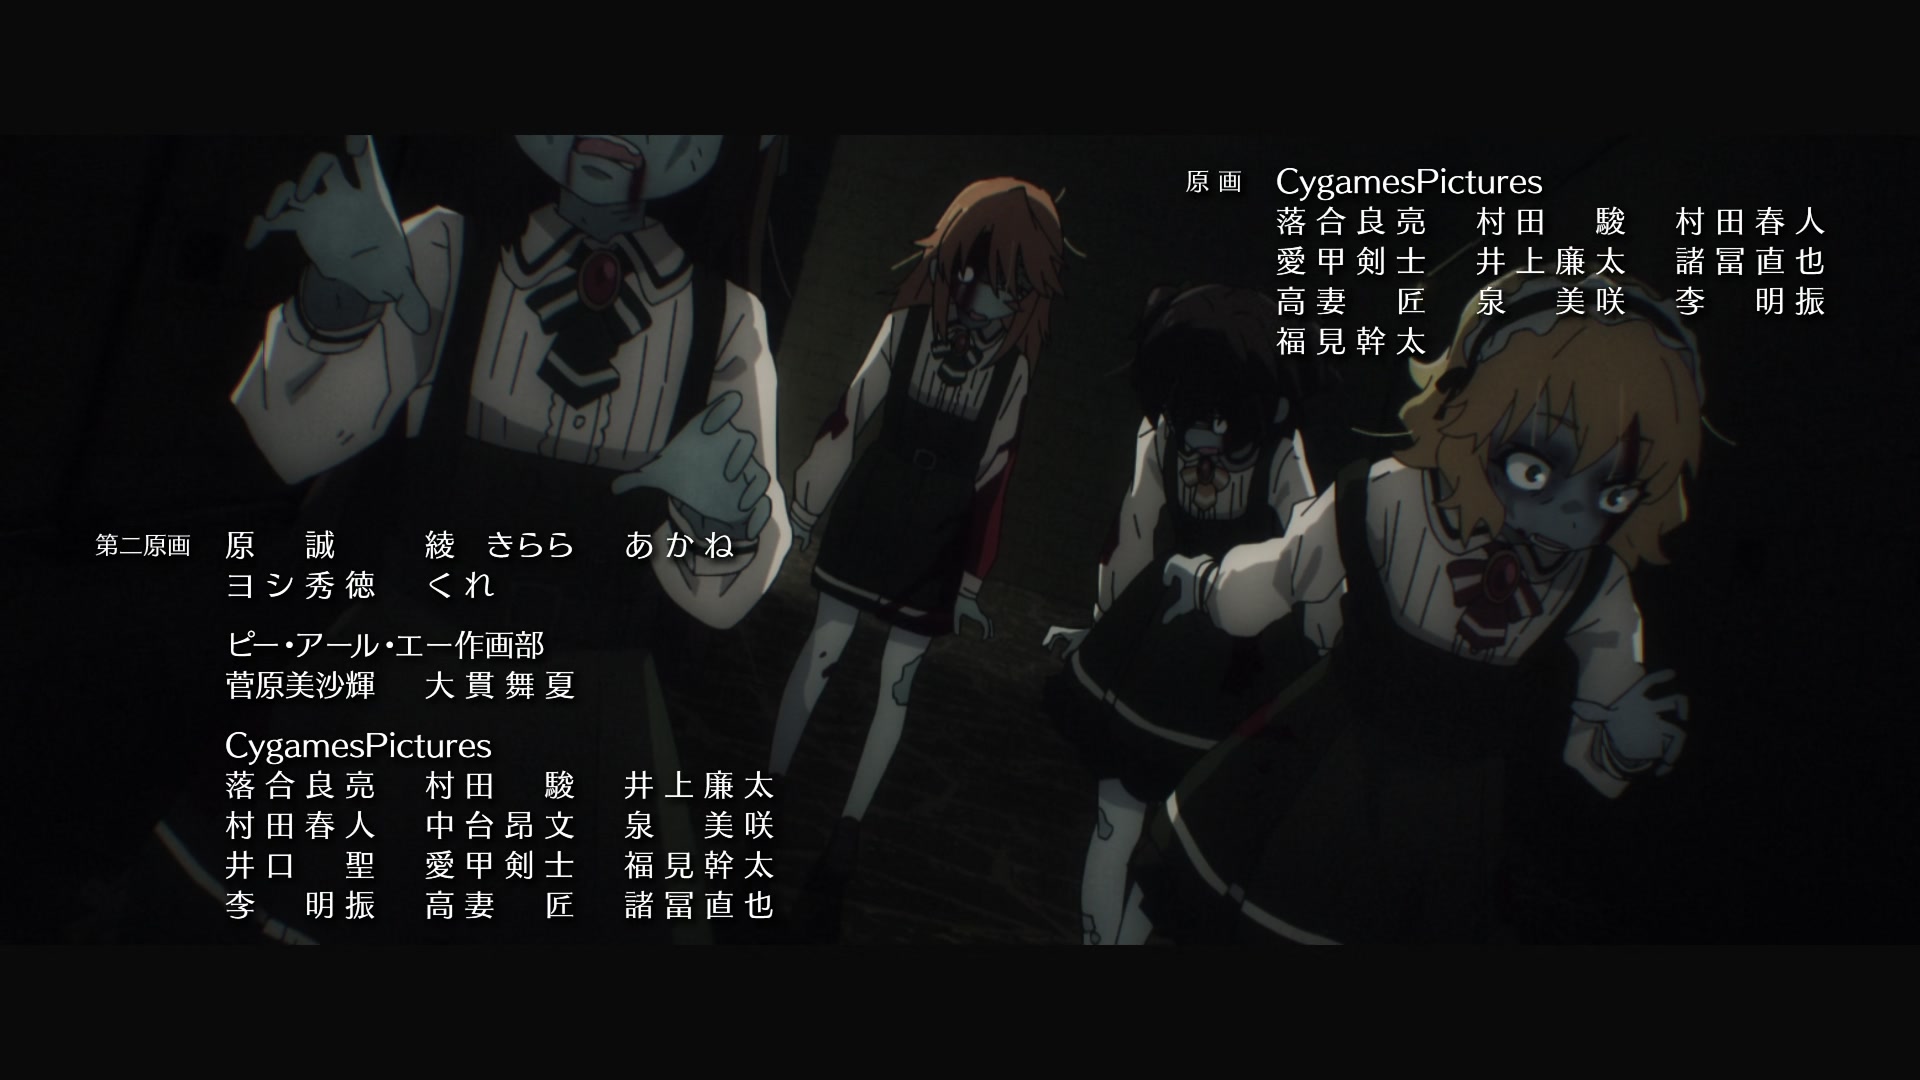 原画 CygamesPictures
落合良亮 村田 駿 村田春人
愛甲剣士 井上廉太 諸冨直也
高妻 匠 泉 美咲 李 明振
福見幹太
第二原画 原 誠 綾 きらら あかね
ヨシ秀徳 くれ
ピー・アール・エー作画部
菅原美沙輝 大貫舞夏
CygamesPictures
落合良亮 村田 駿 井上廉太
村田春人 中台昂文 泉 美咲
井口 聖 愛甲剣士 福見幹太
李 明振 高妻 匠 諸冨直也